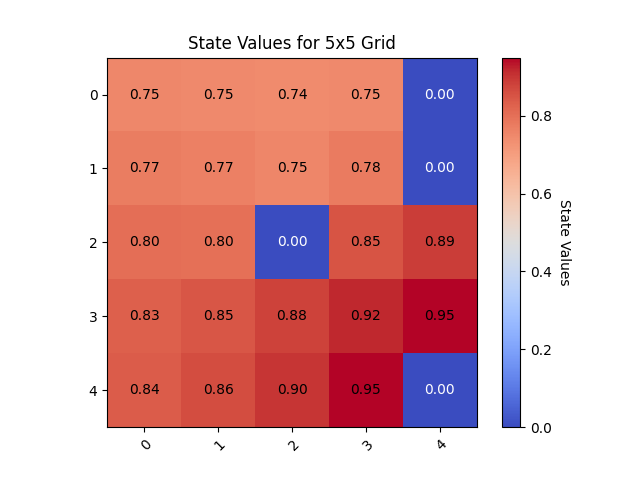 State Values for 5x5 Grid
0 0.75 0.75 0.74 0.75 0.00
1 0.77 0.77 0.75 0.78 0.00
2 0.80 0.80 0.00 0.85 0.89
3 0.83 0.85 0.88 0.92 0.95
4 0.84 0.86 0.90 0.95 0.00
0 1 2 3 4
0.8
0.6
0.4
0.2
0.0
State Values